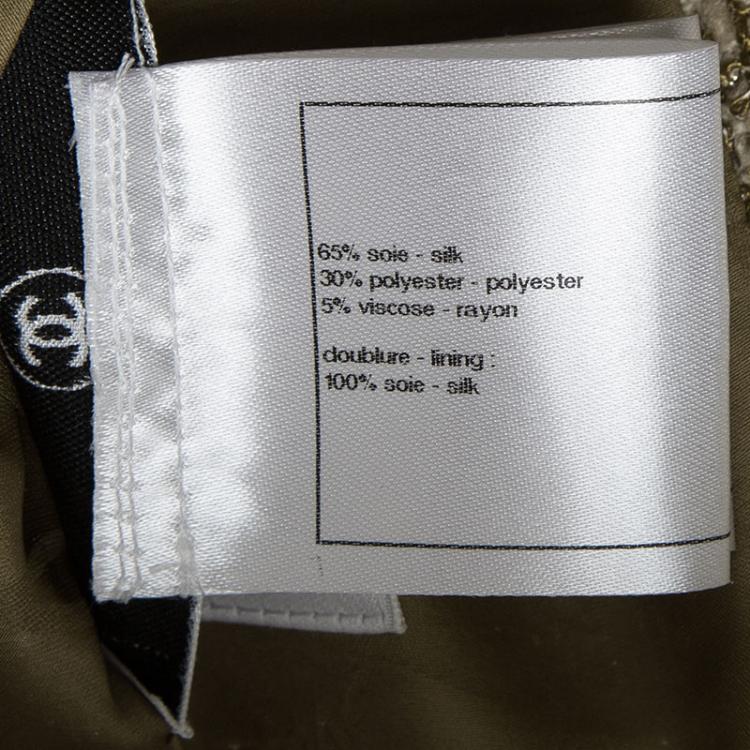 65% soie - silk
30% polyester - polyester
5% viscose - rayon
doublure - lining :
100% soie - silk